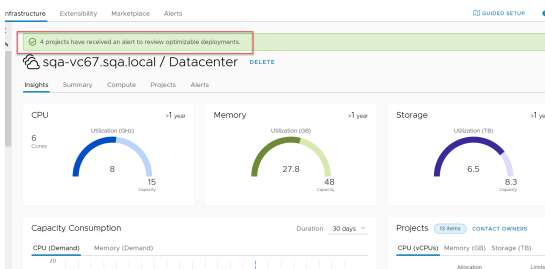 nfrastructure Extensibility Marketplace Alerts GUIDED SETUP
4 projects have received an alert to review optimizable deployments.
sqa-vc67.sqa.local / Datacenter DELETE
Insights Summary Compute Projects Alerts
CPU >1 year
Utilization (GHz)
6
Cores
8
15
Capacity
Memory >1 year
Utilization (GB)
27.8
48
Capacity
Storage >1 ye
Utilization (TB)
6.5
8.3
Capacity
Capacity Consumption Duration 30 days
CPU (Demand) Memory (Demand)
20
Projects 13 items CONTACT OWNERS
CPU (vCPUs) Memory (GB) Storage (TB)
Allocation Limits